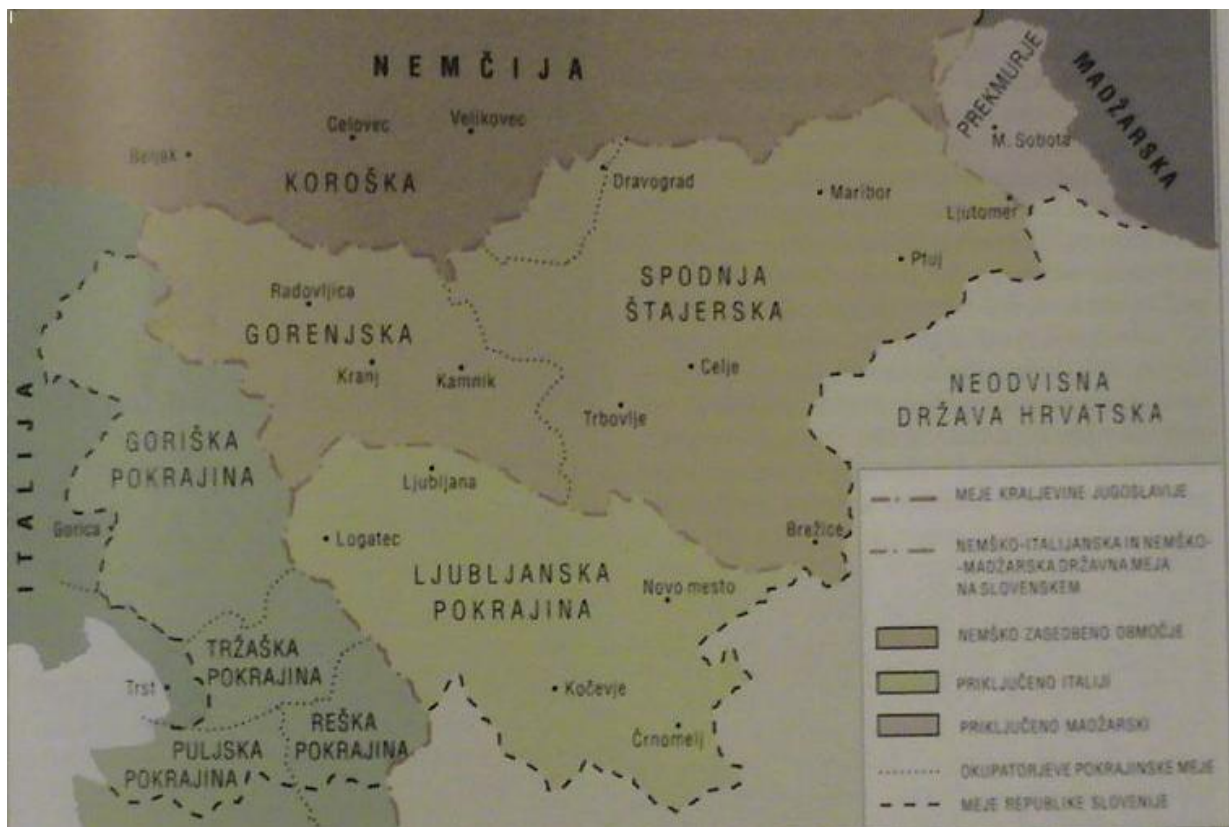 NEMČIJA
Celovec
Velikovec
Beljak
KOROŠKA
PREKMURJE
M. Sobota
MADŽARSKA
Dravograd
Maribor
Ljutomer
Ptuj
Radovljica
GORENJSKA
Kranj
Kamnik
SPODNJA
ŠTAJERSKA
Celje
Trbovlje
NEODVISNA
DRŽAVA HRVATSKA
ITALIJA
GORIŠKA
POKRAJINA
Gorica
Ljubljana
Logatec
LJUBLJANSKA
POKRAJINA
Novo mesto
Brežice
TRŽAŠKA
POKRAJINA
Trst
REŠKA
POKRAJINA
PULJSKA
POKRAJINA
Kočevje
Črnomelj
MEJE KRALJEVINE JUGOSLAVIJE
NEMŠKO-ITALIJANSKA IN NEMŠKO-
-MADŽARSKA DRŽAVNA MEJA
NA SLOVENSKEM
NEMŠKO ZASEDBENO OBMOČJE
PRIKLJUČENO ITALIJI
PRIKLJUČENO MADŽARSKI
OKUPATORJEVE POKRAJINSKE MEJE
MEJE REPUBLIKE SLOVENIJE